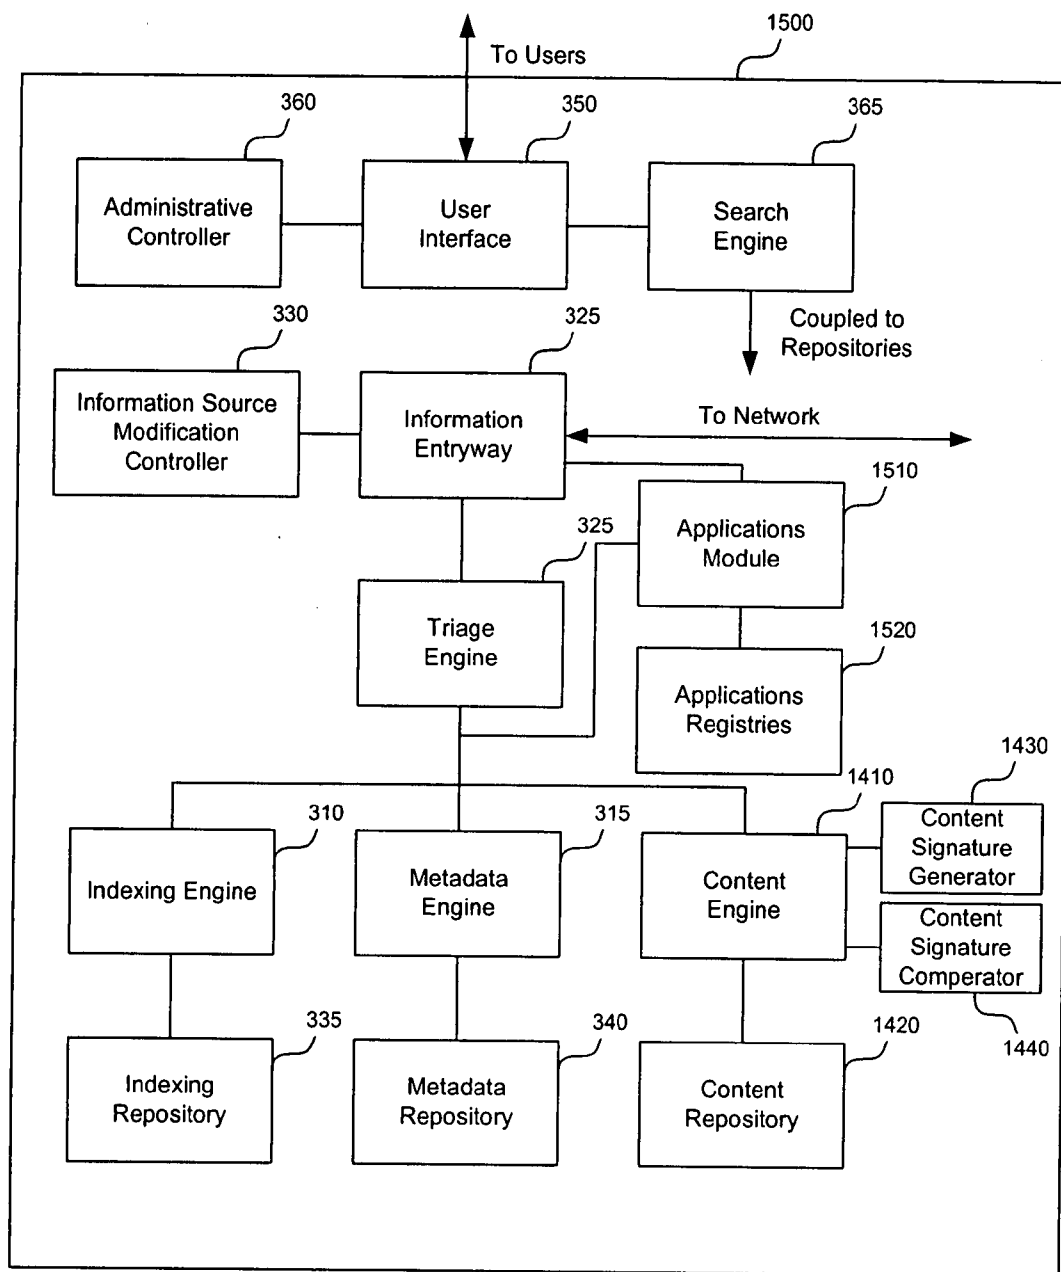 1500
To Users
360
350
365
Administrative
Controller
User
Interface
Search
Engine
330
325
Coupled to
Repositories
Information Source
Modification
Controller
Information
Entryway
To Network
1510
Applications
Module
325
Triage
Engine
1520
Applications
Registries
1430
Content
Signature
Generator
310
315
1410
Indexing Engine
Metadata
Engine
Content
Engine
Content
Signature
Comperator
1440
335
340
1420
Indexing
Repository
Metadata
Repository
Content
Repository